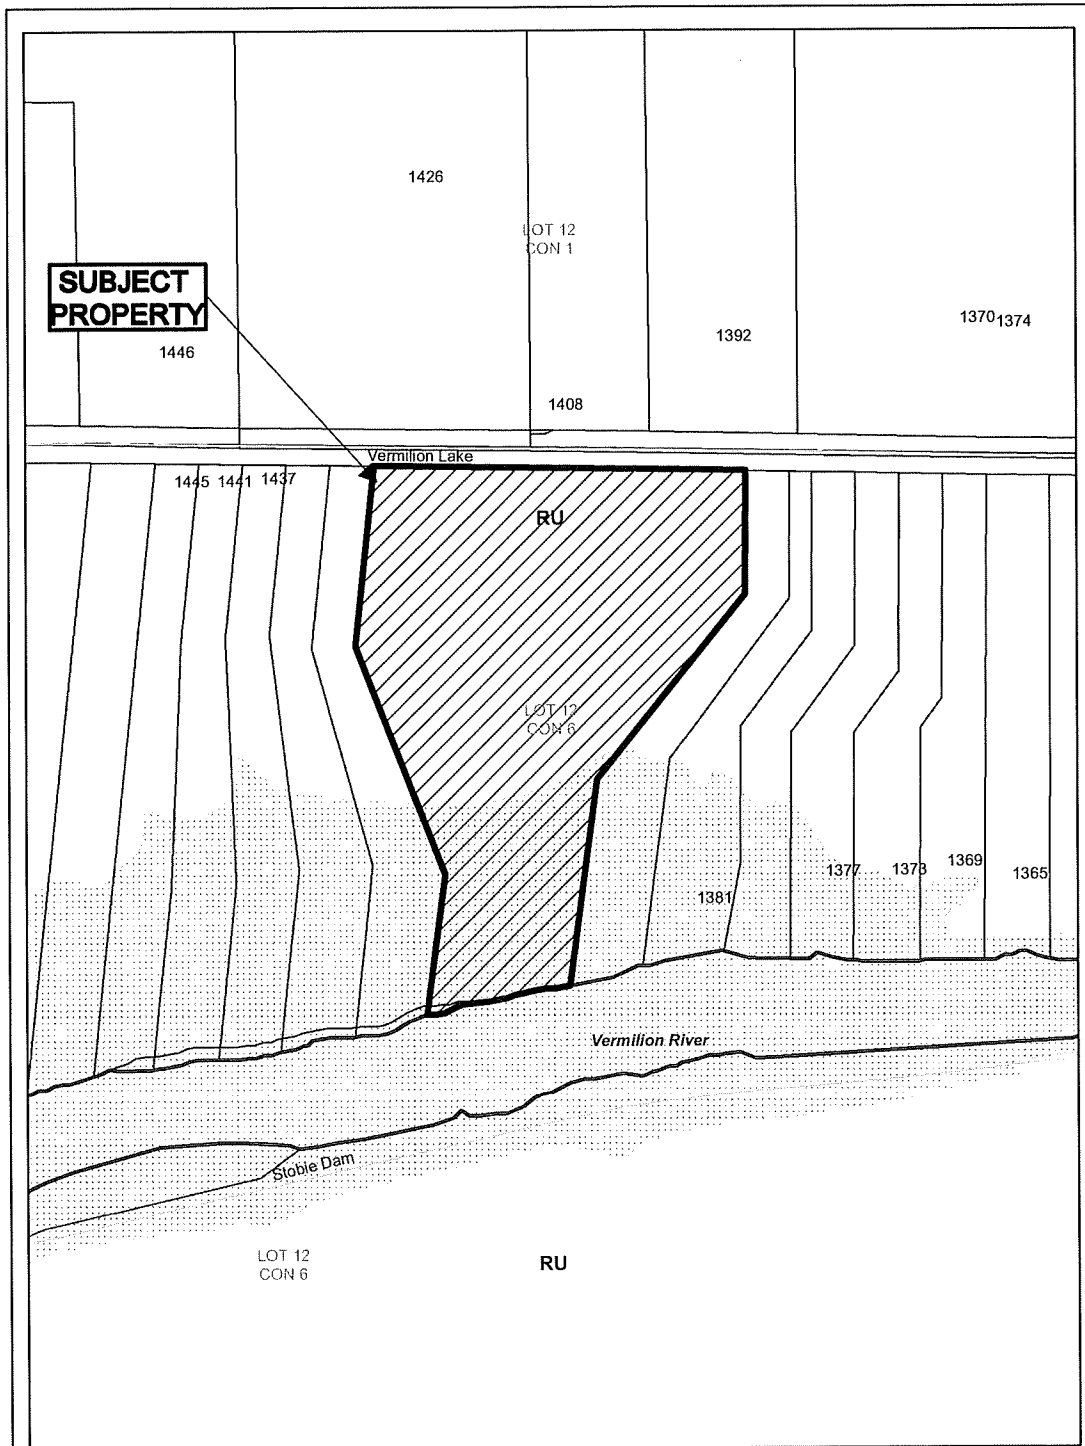 1426
LOT 12
CON 1
SUBJECT
PROPERTY
1370 1374
1392
1446
1408
Vermilion Lake
1445 1441 1437
RU
LOT 12
CON 6
1369
1377 1373 1365
1381
Vermilion River
Stobie Dam
LOT 12
CON 6
RU